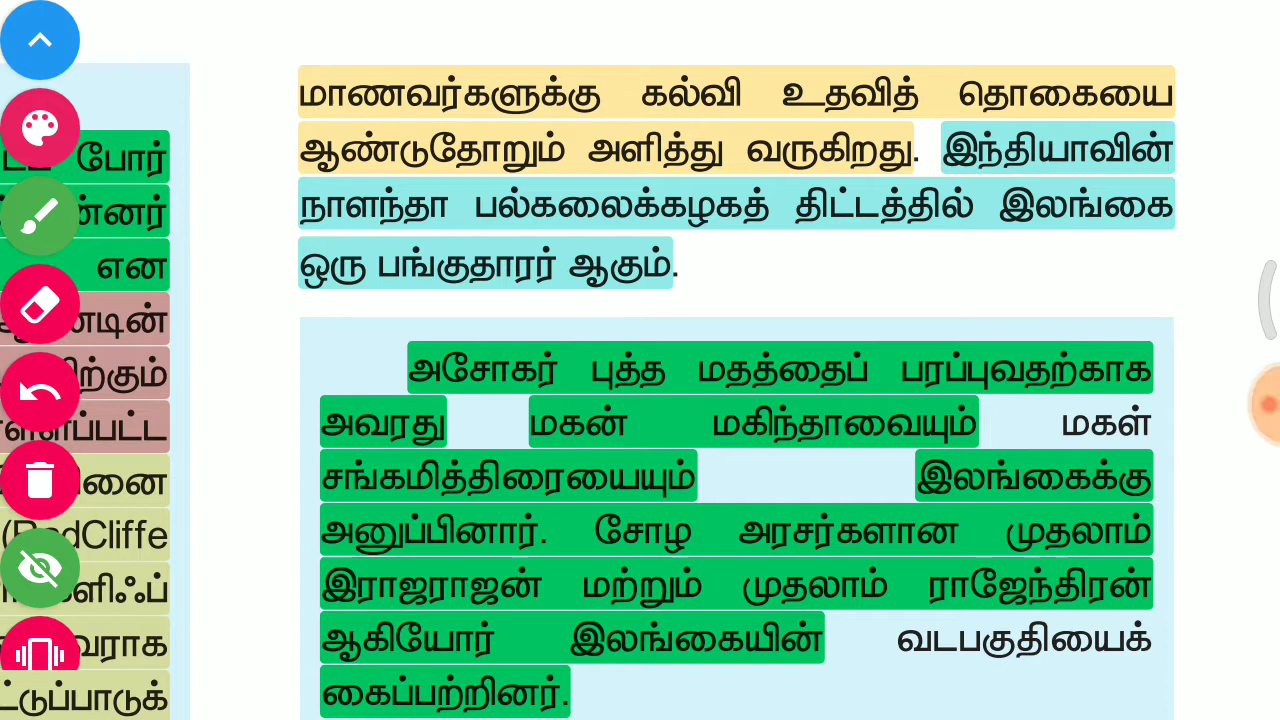 மாணவர்களுக்கு கல்வி உதவித் தொகையை
ஆண்டுதோறும் அளித்து வருகிறது. இந்தியாவின்
நாளந்தா பல்கலைக்கழகத் திட்டத்தில் இலங்கை
ஒரு பங்குதாரர் ஆகும்.
அசோகர் புத்த மதத்தைப் பரப்புவதற்காக
அவரது மகன் மகிந்தாவையும் மகள்
சங்கமித்திரையையும் இலங்கைக்கு
அனுப்பினார். சோழ அரசர்களான முதலாம்
இராஜராஜன் மற்றும் முதலாம் ராஜேந்திரன்
ஆகியோர் இலங்கையின் வடபகுதியைக்
கைப்பற்றினர்.
போர்
என